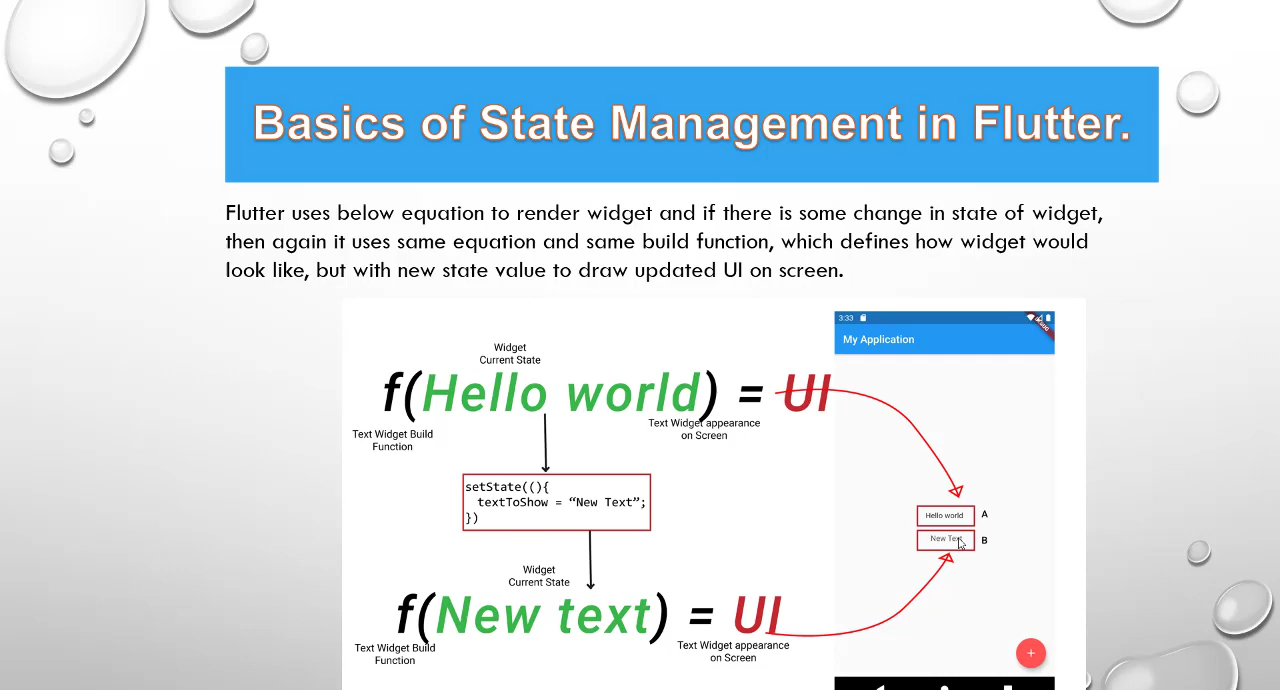 Basics of State Management in Flutter.
Flutter uses below equation to render widget and if there is some change in state of widget,
then again it uses same equation and same build function, which defines how widget would
look like, but with new state value to draw updated UI on screen.
3:33
My Application
Widget
Current State
f(Hello world) = UI
Text Widget Build
Function
Text Widget appearance
on Screen
setState((){
textToShow = “New Text”;
})
Hello world
A
New Text
B
Widget
Current State
f(New text) = UI
Text Widget Build
Function
Text Widget appearance
on Screen
+